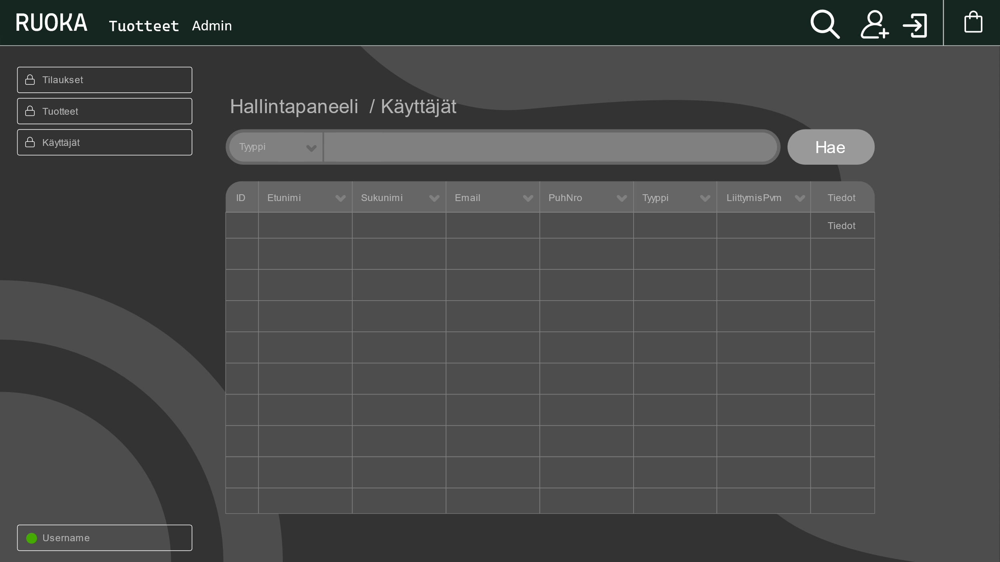 RUOKA Tuotteet Admin
Tilaukset
Tuotteet
Käyttäjät
Hallintapaneeli / Käyttäjät
Tyyppi
Hae
ID Etunimi Sukunimi Email PuhNro Tyyppi LiittymisPvm Tiedot
Tiedot
Username